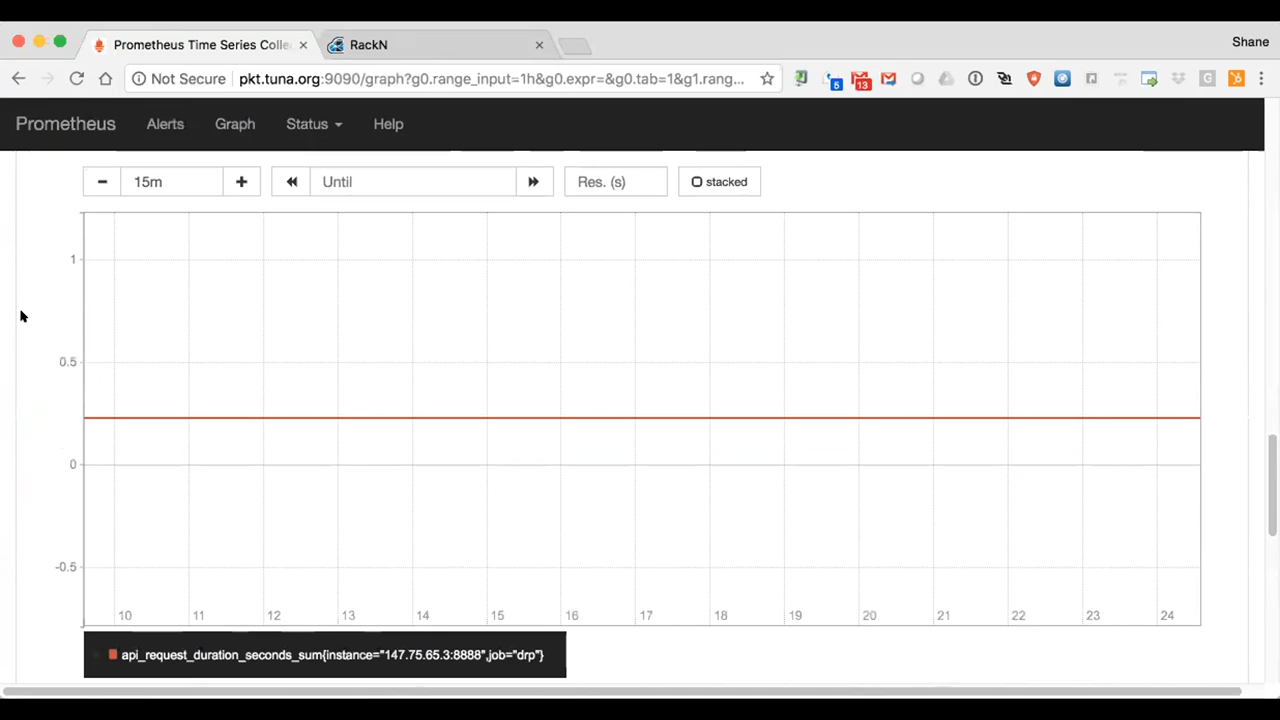 Prometheus Time Series Colle
RackN
Shane
Not Secure
pkt.tuna.org:9090/graph?g0.range_input=1h&g0.expr=&g0.tab=1&g1.rang...
5
13
Prometheus
Alerts
Graph
Status
Help
15m
Until
Res. (s)
stacked
1
0.5
0
-0.5
10 11 12 13 14 15 16 17 18 19 20 21 22 23 24
api_request_duration_seconds_sum{instance="147.75.65.3:8888",job="drp"}